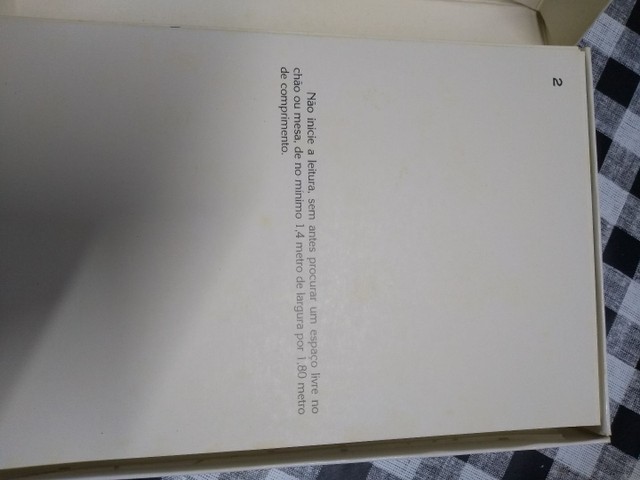 2
Não inicie a leitura, sem antes procurar um espaço livre no
chão ou mesa, de no mínimo 1,4 metro de largura por 1,80 metro
de comprimento.